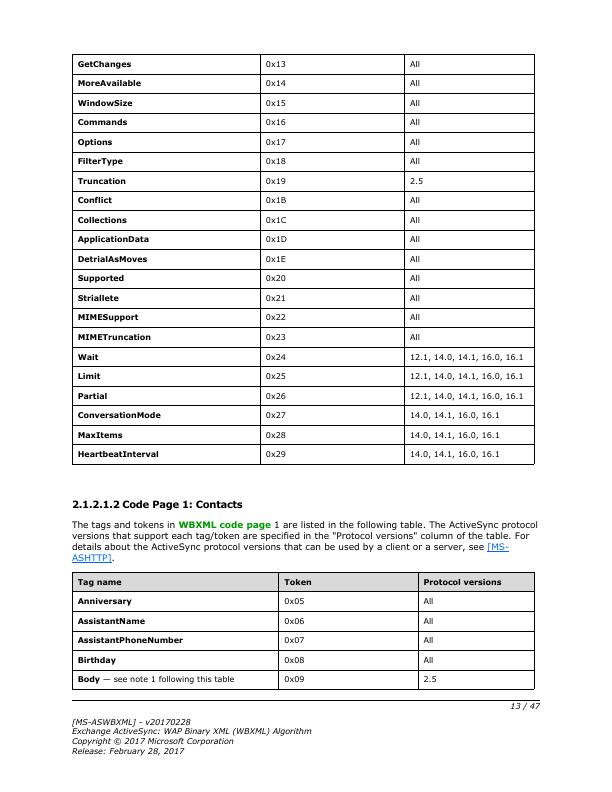 GetChanges 0x13 All
MoreAvailable 0x14 All
WindowSize 0x15 All
Commands 0x16 All
Options 0x17 All
FilterType 0x18 All
Truncation 0x19 2.5
Conflict 0x1B All
Collections 0x1C All
ApplicationData 0x1D All
DetrialAsMoves 0x1E All
Supported 0x20 All
Striallete 0x21 All
MIMESupport 0x22 All
MIMETruncation 0x23 All
Wait 0x24 12.1, 14.0, 14.1, 16.0, 16.1
Limit 0x25 12.1, 14.0, 14.1, 16.0, 16.1
Partial 0x26 12.1, 14.0, 14.1, 16.0, 16.1
ConversationMode 0x27 14.0, 14.1, 16.0, 16.1
MaxItems 0x28 14.0, 14.1, 16.0, 16.1
HeartbeatInterval 0x29 14.0, 14.1, 16.0, 16.1
2.1.2.1.2 Code Page 1: Contacts
The tags and tokens in WBXML code page 1 are listed in the following table. The ActiveSync protocol
versions that support each tag/token are specified in the "Protocol versions" column of the table. For
details about the ActiveSync protocol versions that can be used by a client or a server, see [MS-
ASHTTP].
Tag name Token Protocol versions
Anniversary 0x05 All
AssistantName 0x06 All
AssistantPhoneNumber 0x07 All
Birthday 0x08 All
Body — see note 1 following this table 0x09 2.5
13 / 47
[MS-ASWBXML] - v20170228
Exchange ActiveSync: WAP Binary XML (WBXML) Algorithm
Copyright © 2017 Microsoft Corporation
Release: February 28, 2017